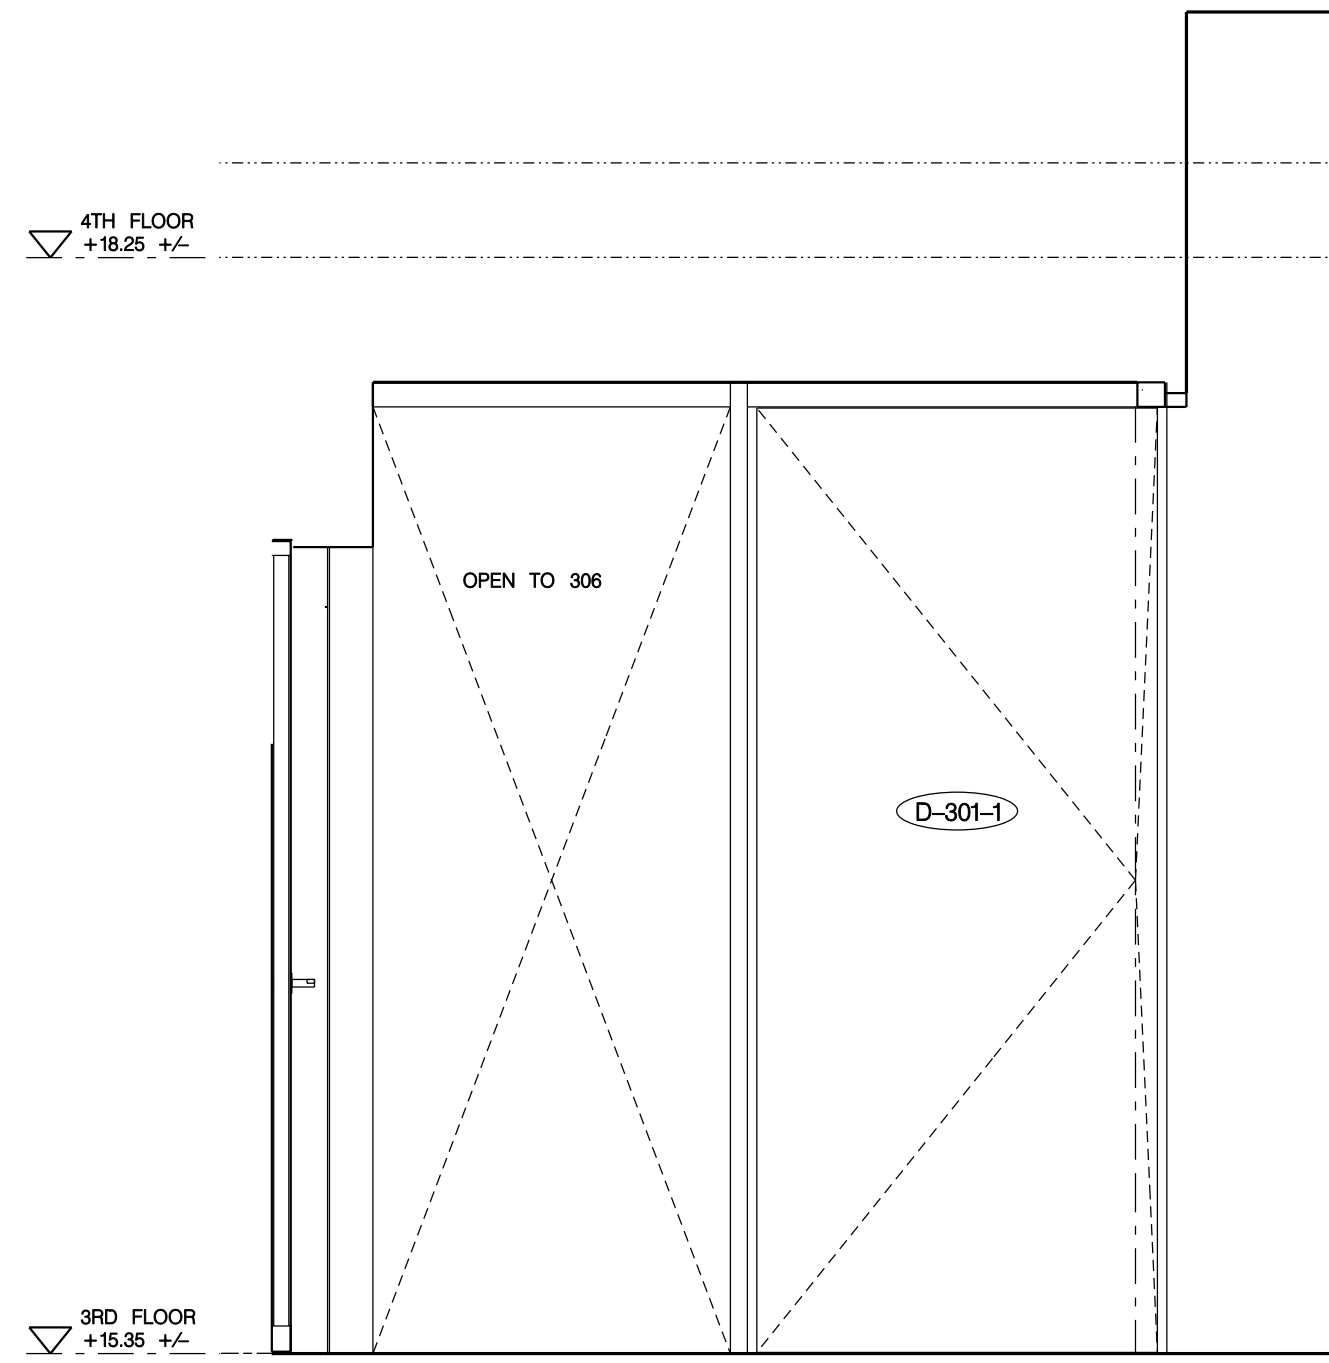 4TH FLOOR
+18.25 +/-
OPEN TO 306
D-301-1
3RD FLOOR
+15.35 +/-